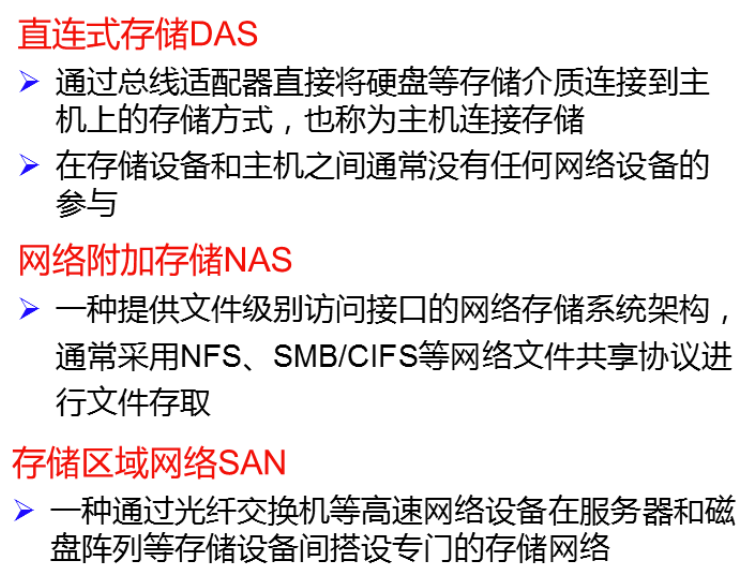 直连式存储DAS
➢ 通过总线适配器直接将硬盘等存储介质连接到主
机上的存储方式，也称为主机连接存储
➢ 在存储设备和主机之间通常没有任何网络设备的
参与
网络附加存储NAS
➢ 一种提供文件级别访问接口的网络存储系统架构，
通常采用NFS、SMB/CIFS等网络文件共享协议进
行文件存取
存储区域网络SAN
➢ 一种通过光纤交换机等高速网络设备在服务器和磁
盘阵列等存储设备间搭设专门的存储网络